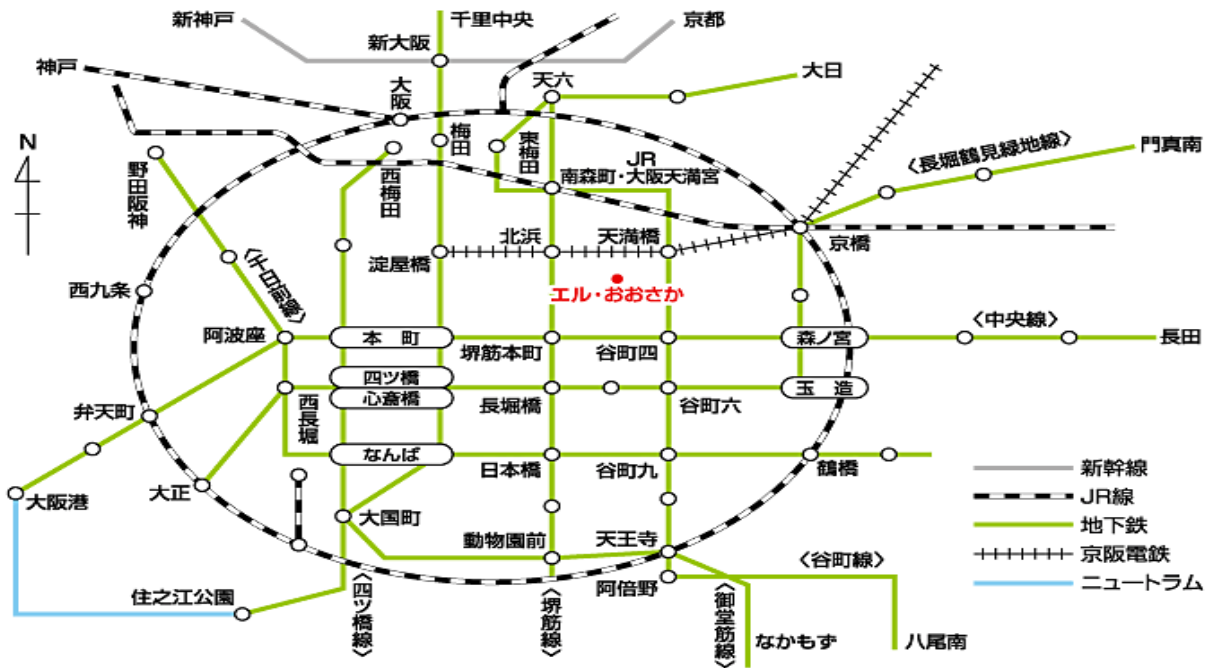 新神戸
千里中央
京都
新大阪
神戸
大阪
天六
大日
梅田
東梅田
JR
南森町・大阪天満宮
〈長堀鶴見緑地線〉
門真南
N
野田阪神
西梅田
京橋
北浜
天満橋
淀屋橋
〈千日前線〉
エル・おおさか
西九条
阿波座
本町
堺筋本町
谷町四
森ノ宮
〈中央線〉
長田
四ツ橋
心斎橋
西長堀
長堀橋
谷町六
玉造
弁天町
なんば
日本橋
谷町九
鶴橋
大阪港
大正
大国町
動物園前
天王寺
阿倍野
〈谷町線〉
住之江公園
〈四ツ橋線〉
〈堺筋線〉
〈御堂筋線〉
なかもず
八尾南
新幹線
JR線
地下鉄
京阪電鉄
ニュートラム